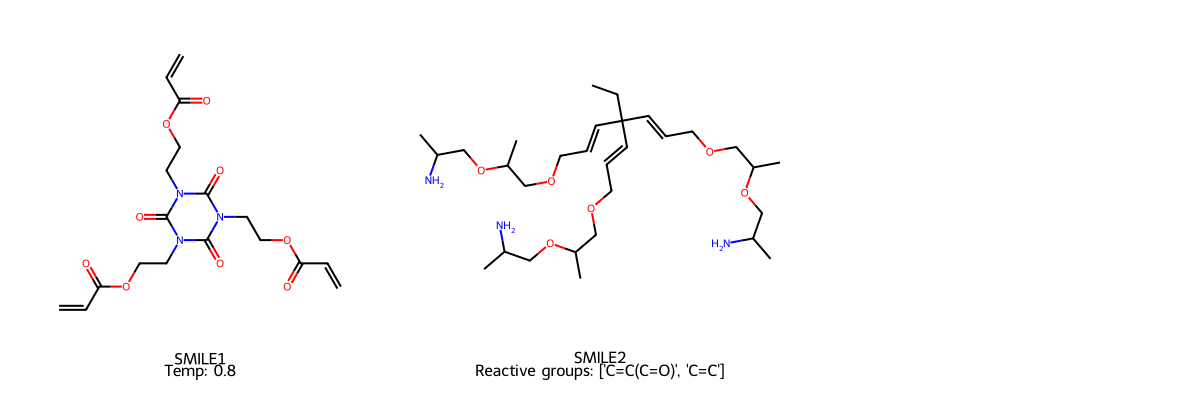 O
O
O
N
O
O
N
O
N
O
O
O
O
NH2
O
O
O
O
NH2
O
O
H2N
SMILE1
Temp: 0.8
SMILE2
Reactive groups: ['C=C(C=O)', 'C=C']